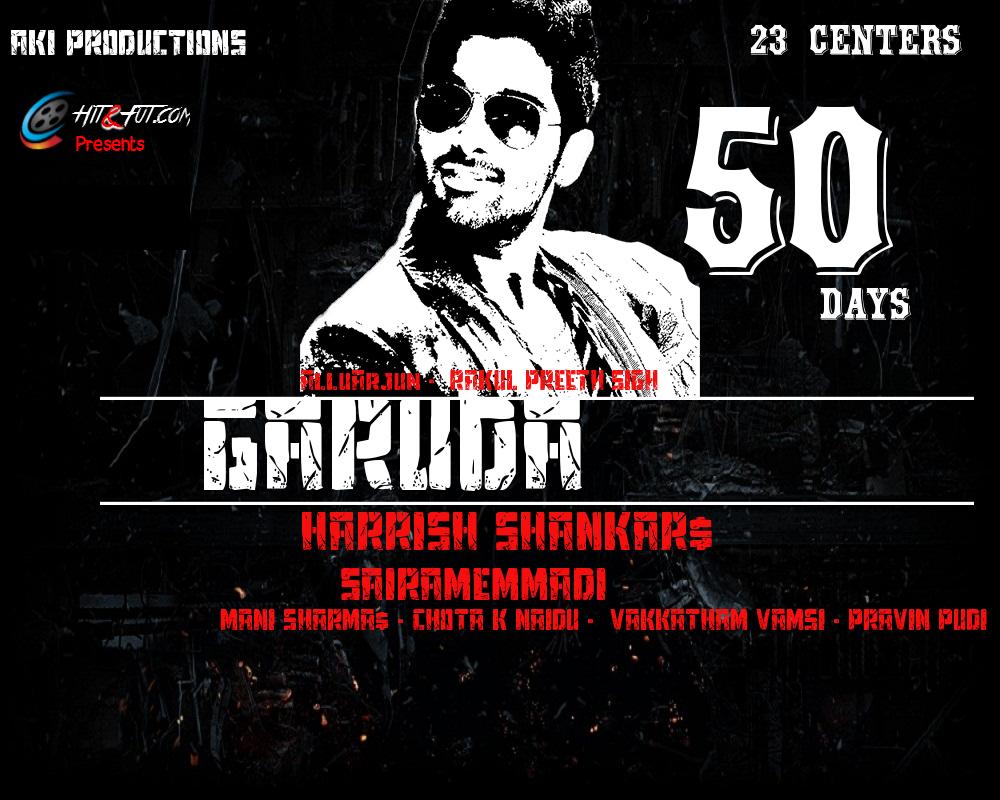 AKI PRODUCTIONS
23 CENTERS
HIT&FUT.COM
Presents
50
DAYS
ALLUARJUN - RAKUL PREETH SIGH
GARUDA
HARRISH SHANKAR$
SAIRAMEMMADI
MANI SHARMA$ - CHOTA K NAIDU - VAKKATHAM VAMSI - PRAVIN PUDI